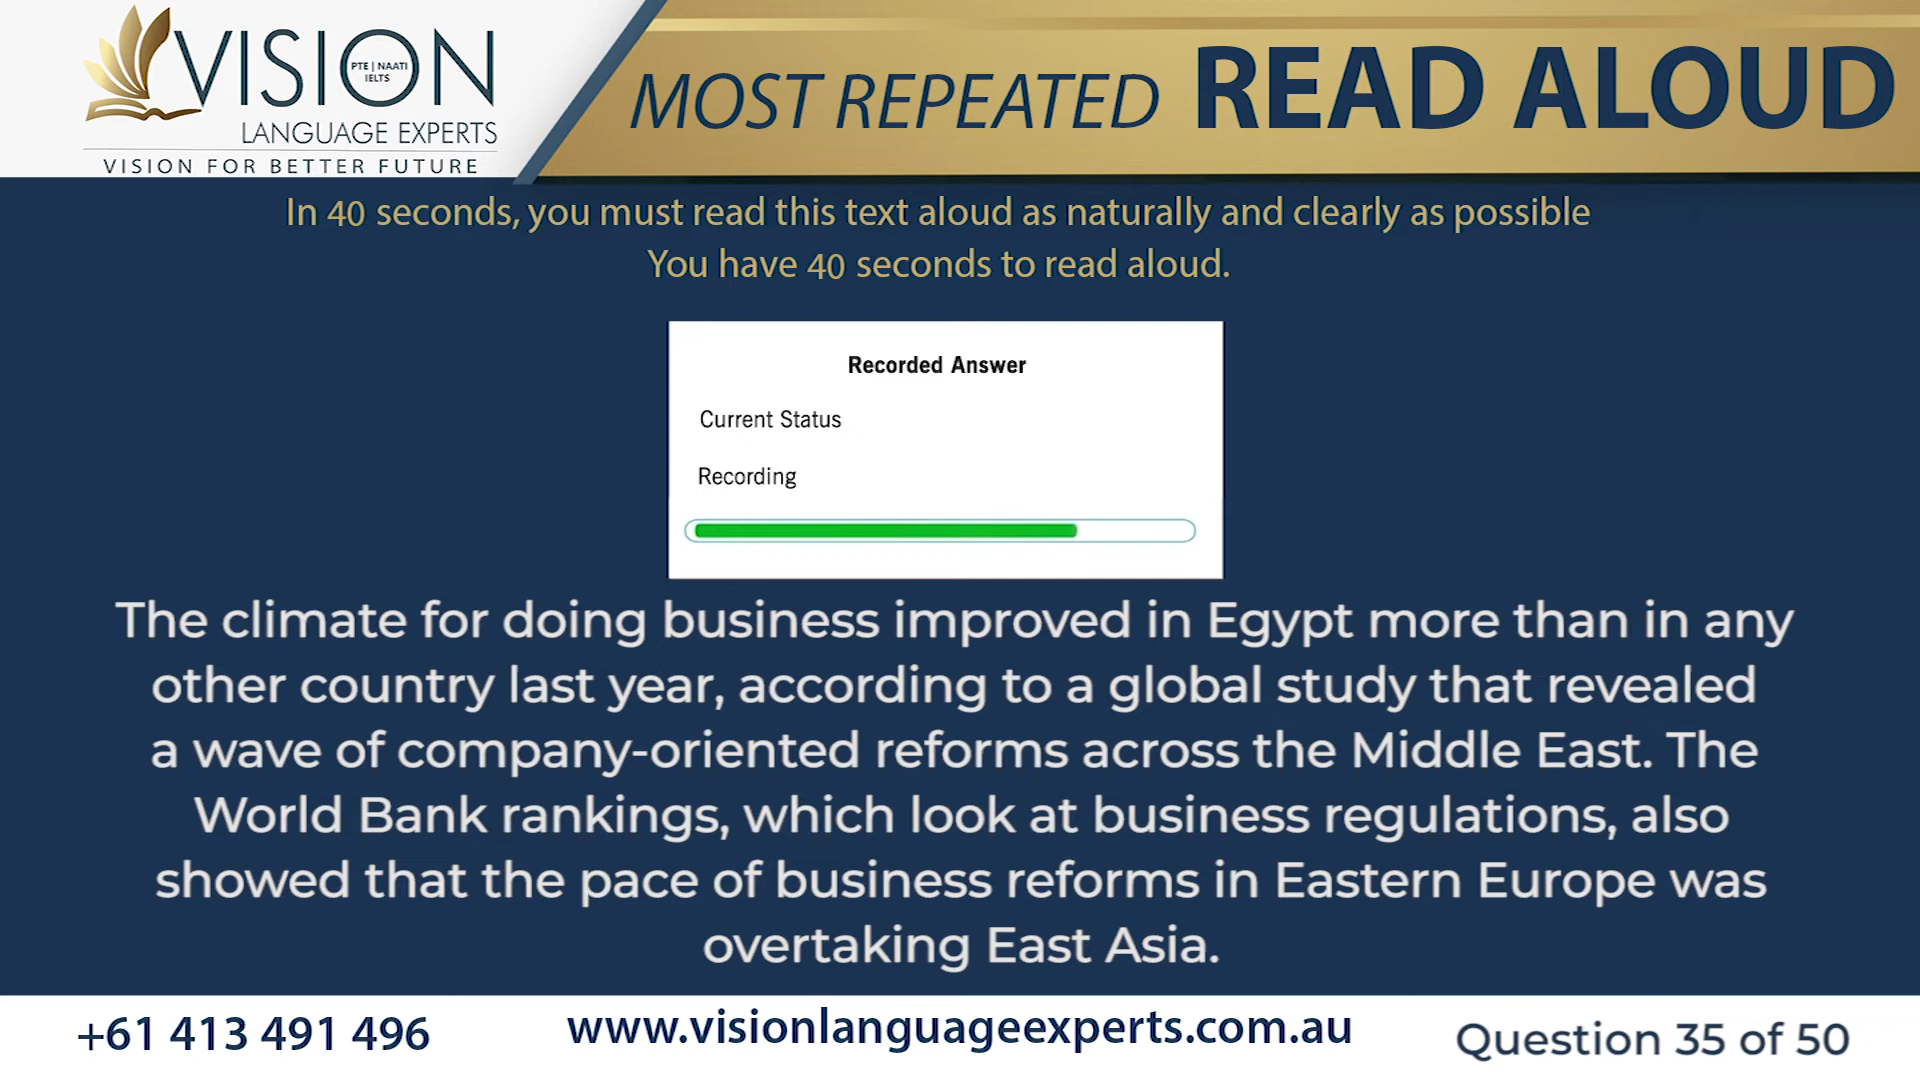 VISION
PTE | NAATI
IELTS
LANGUAGE EXPERTS
VISION FOR BETTER FUTURE
MOST REPEATED READ ALOUD
In 40 seconds, you must read this text aloud as naturally and clearly as possible
You have 40 seconds to read aloud.
Recorded Answer
Current Status
Recording
The climate for doing business improved in Egypt more than in any
other country last year, according to a global study that revealed
a wave of company-oriented reforms across the Middle East. The
World Bank rankings, which look at business regulations, also
showed that the pace of business reforms in Eastern Europe was
overtaking East Asia.
+61 413 491 496
www.visionlanguageexperts.com.au
Question 35 of 50